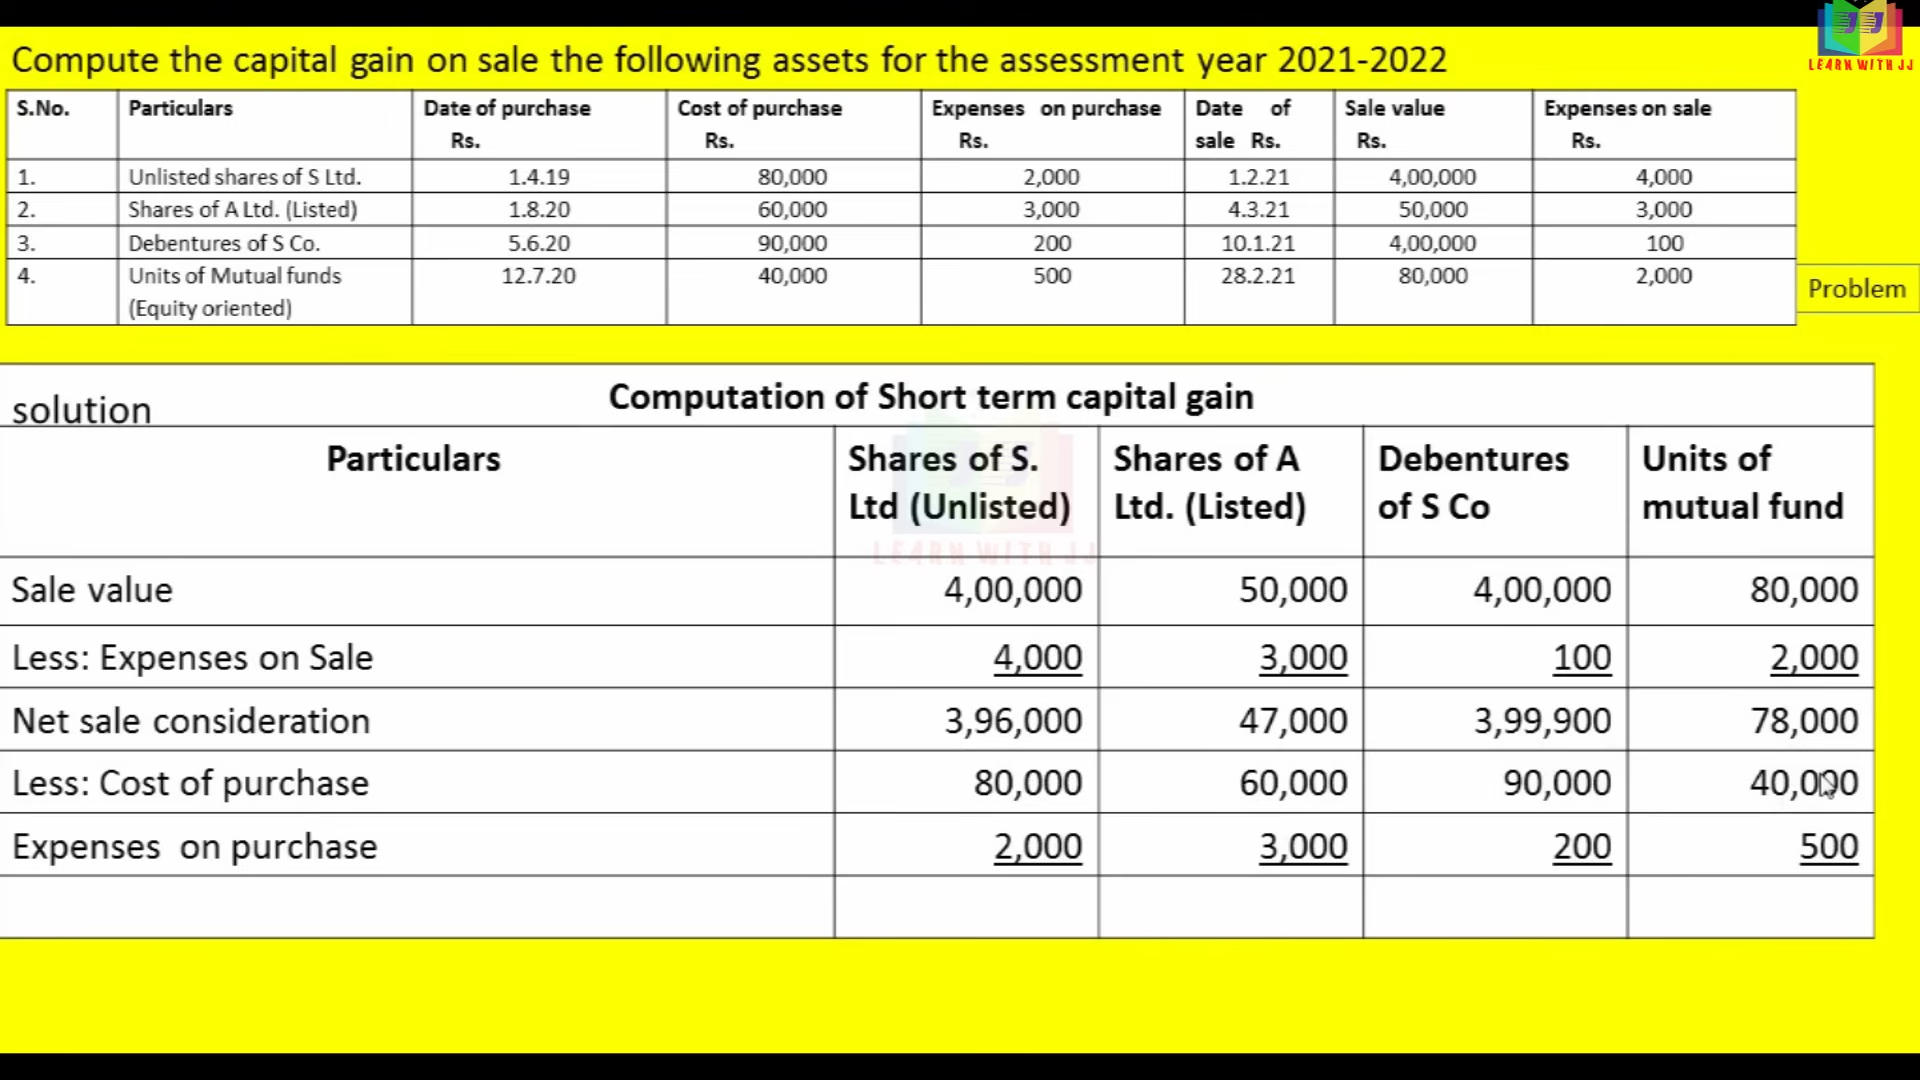 LEARN WITH JJ
Compute the capital gain on sale the following assets for the assessment year 2021-2022
S.No. Particulars Date of purchase Cost of purchase Expenses on purchase Date of Sale value Expenses on sale
Rs. Rs. Rs. sale Rs. Rs. Rs.
1. Unlisted shares of S Ltd. 1.4.19 80,000 2,000 1.2.21 4,00,000 4,000
2. Shares of A Ltd. (Listed) 1.8.20 60,000 3,000 4.3.21 50,000 3,000
3. Debentures of S Co. 5.6.20 90,000 200 10.1.21 4,00,000 100
4. Units of Mutual funds 12.7.20 40,000 500 28.2.21 80,000 2,000
(Equity oriented)
Problem
solution
Computation of Short term capital gain
Particulars Shares of S. Shares of A Debentures Units of
Ltd (Unlisted) Ltd. (Listed) of S Co mutual fund
LEARN WITH JJ
Sale value 4,00,000 50,000 4,00,000 80,000
Less: Expenses on Sale 4,000 3,000 100 2,000
Net sale consideration 3,96,000 47,000 3,99,900 78,000
Less: Cost of purchase 80,000 60,000 90,000 40,000
Expenses on purchase 2,000 3,000 200 500